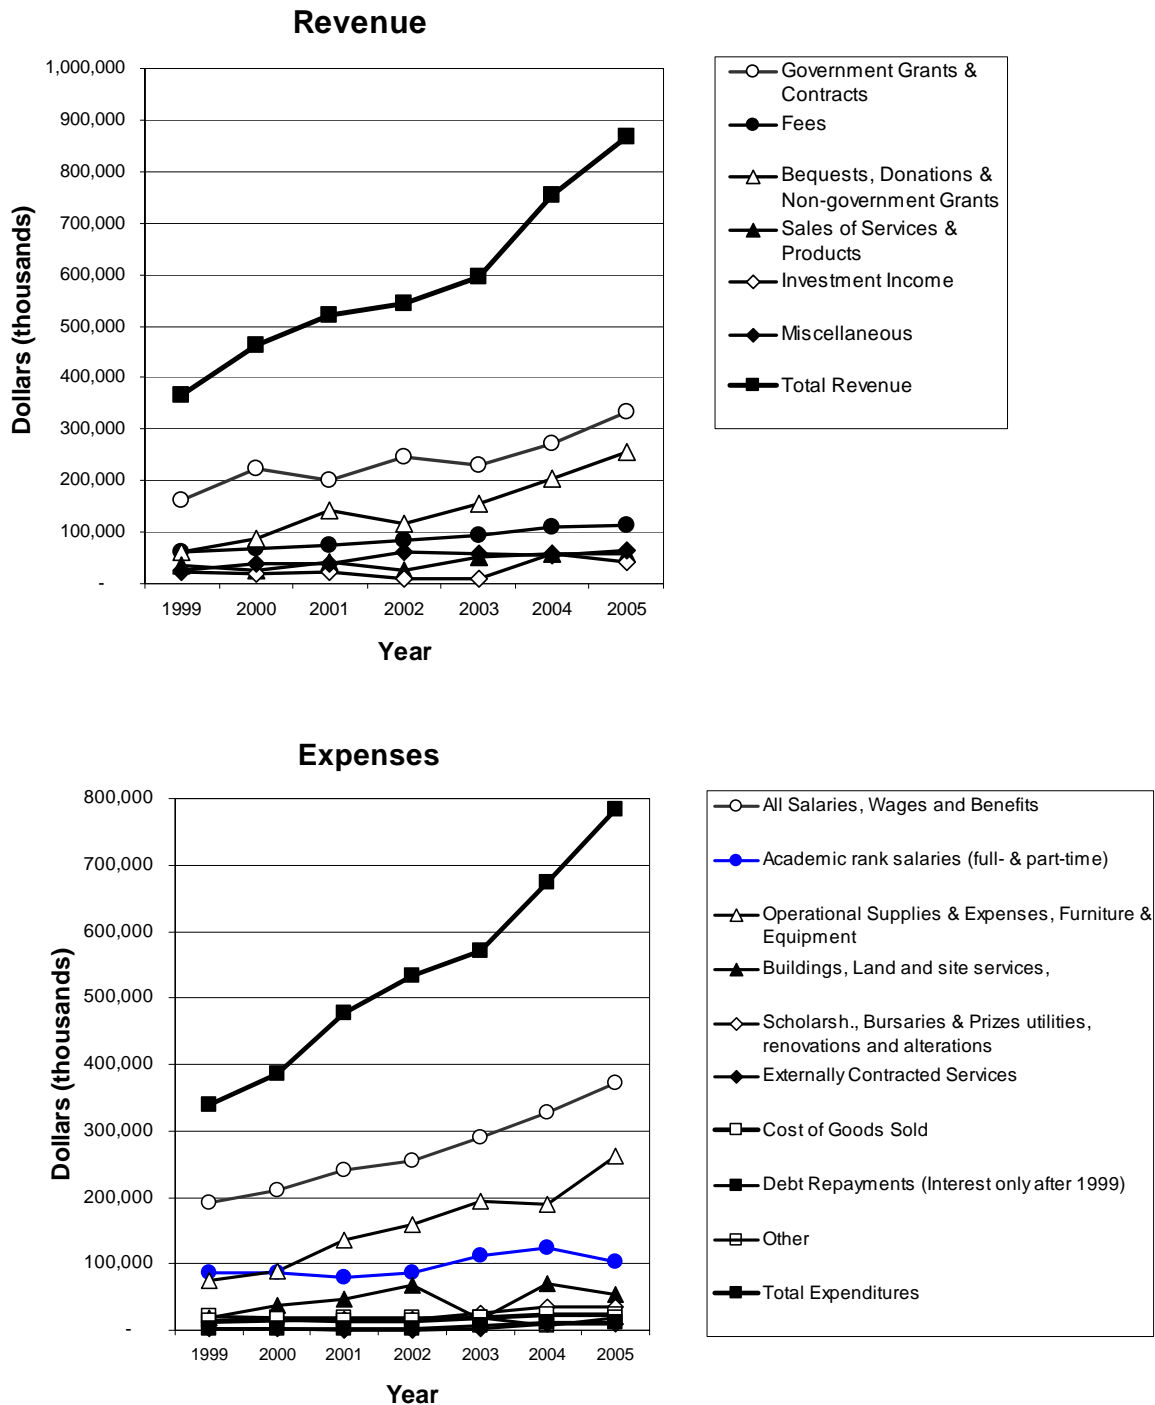 Revenue
1,000,000
900,000
800,000
700,000
600,000
500,000
400,000
300,000
200,000
100,000
-
Dollars (thousands)
1999 2000 2001 2002 2003 2004 2005
Year
Government Grants &
Contracts
Fees
Bequests, Donations &
Non-government Grants
Sales of Services &
Products
Investment Income
Miscellaneous
Total Revenue
Expenses
800,000
700,000
600,000
500,000
400,000
300,000
200,000
100,000
-
Dollars (thousands)
1999 2000 2001 2002 2003 2004 2005
Year
All Salaries, Wages and Benefits
Academic rank salaries (full- & part-time)
Operational Supplies & Expenses, Furniture &
Equipment
Buildings, Land and site services,
Scholarsh., Bursaries & Prizes utilities,
renovations and alterations
Externally Contracted Services
Cost of Goods Sold
Debt Repayments (Interest only after 1999)
Other
Total Expenditures